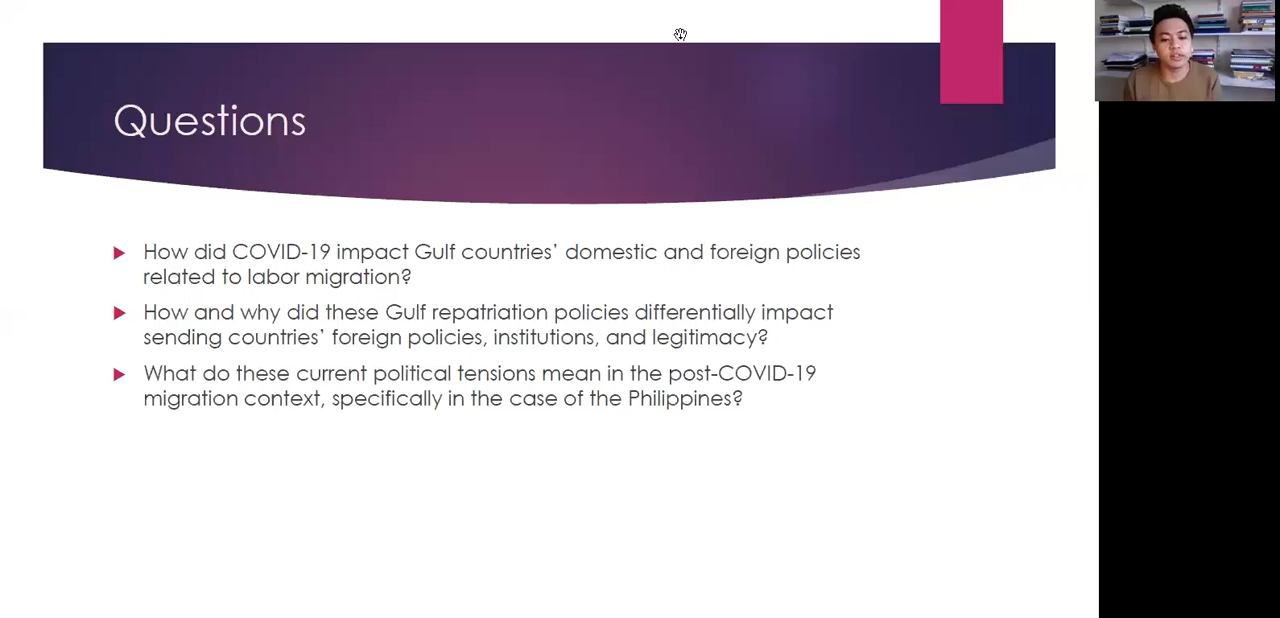 Questions
How did COVID-19 impact Gulf countries’ domestic and foreign policies
related to labor migration?
How and why did these Gulf repatriation policies differentially impact
sending countries’ foreign policies, institutions, and legitimacy?
What do these current political tensions mean in the post-COVID-19
migration context, specifically in the case of the Philippines?